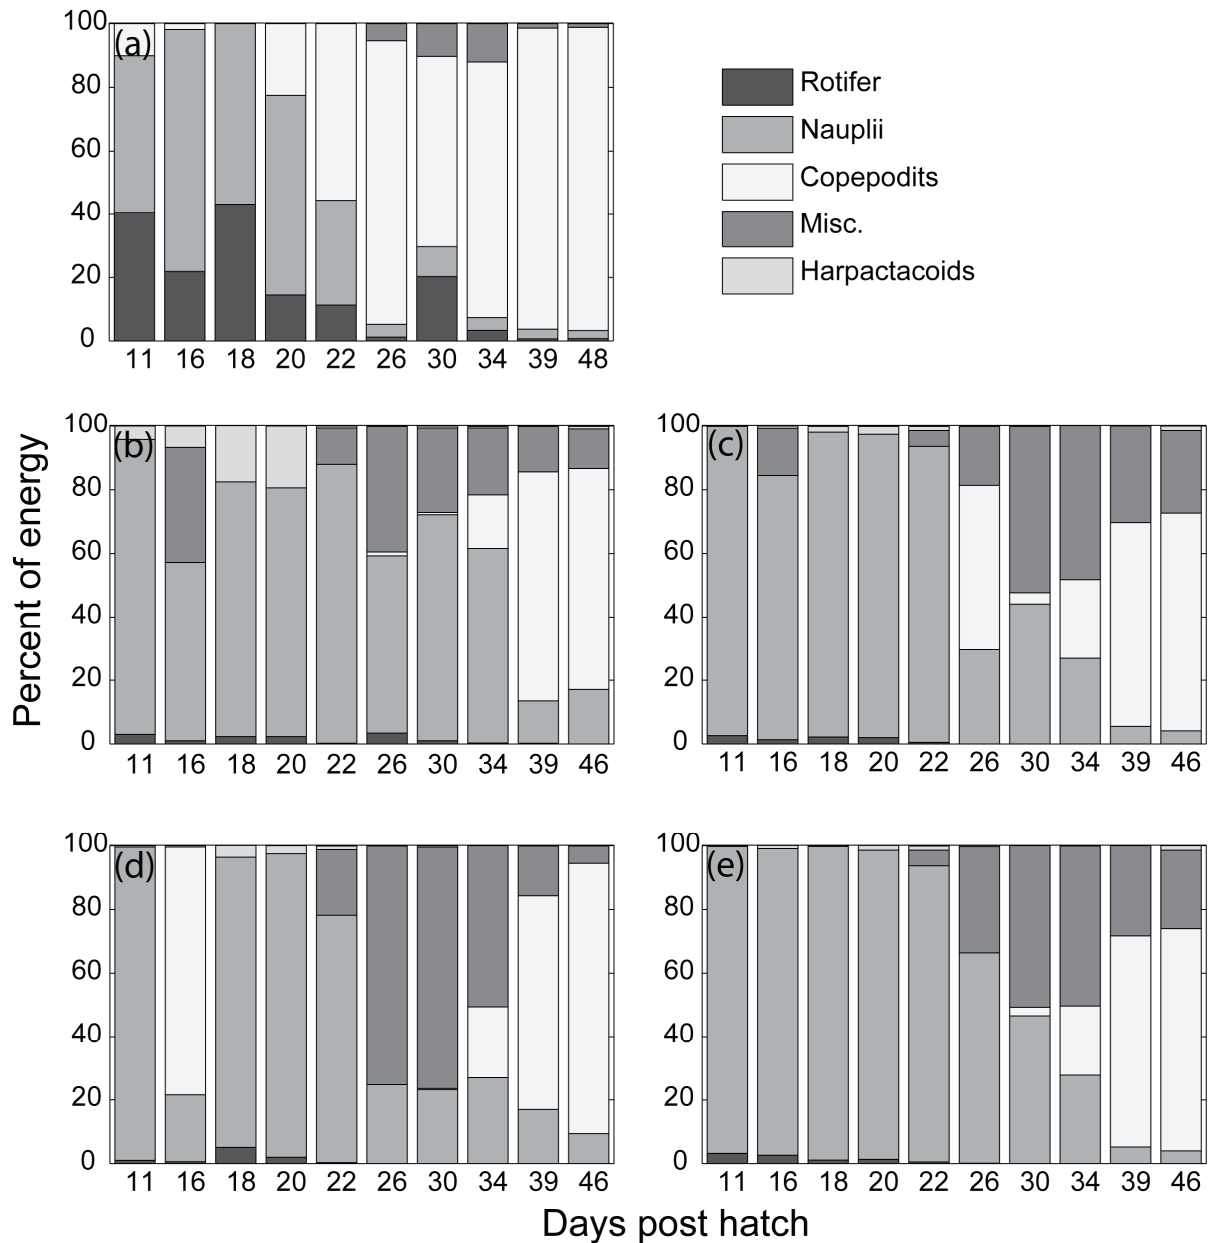 100
80
60
40
20
0
(a)
11 16 18 20 22 26 30 34 39 48
Rotifer
Nauplii
Copepodits
Misc.
Harpactacoids
Percent of energy
100
80
60
40
20
0
(b)
11 16 18 20 22 26 30 34 39 46
100
80
60
40
20
0
(c)
11 16 18 20 22 26 30 34 39 46
100
80
60
40
20
0
(d)
11 16 18 20 22 26 30 34 39 46
100
80
60
40
20
0
(e)
11 16 18 20 22 26 30 34 39 46
Days post hatch